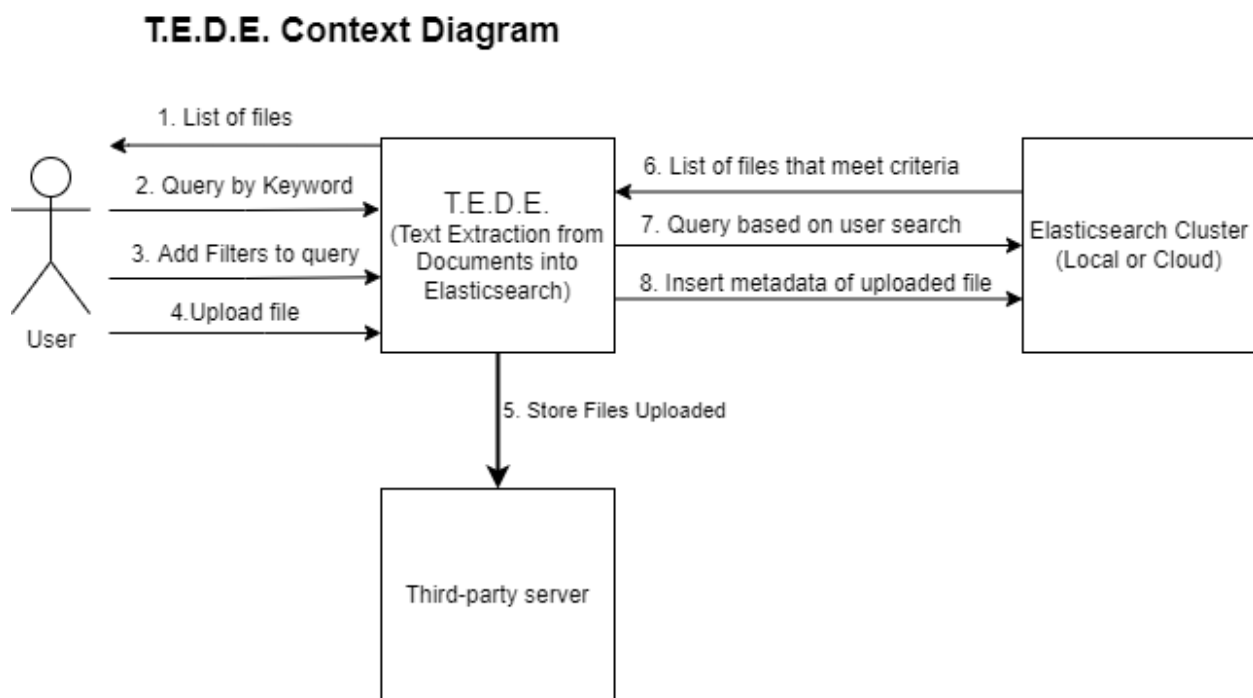 T.E.D.E. Context Diagram
1. List of files
2. Query by Keyword
3. Add Filters to query
4.Upload file
User
T.E.D.E.
(Text Extraction from
Documents into
Elasticsearch)
6. List of files that meet criteria
7. Query based on user search
8. Insert metadata of uploaded file
Elasticsearch Cluster
(Local or Cloud)
5. Store Files Uploaded
Third-party server